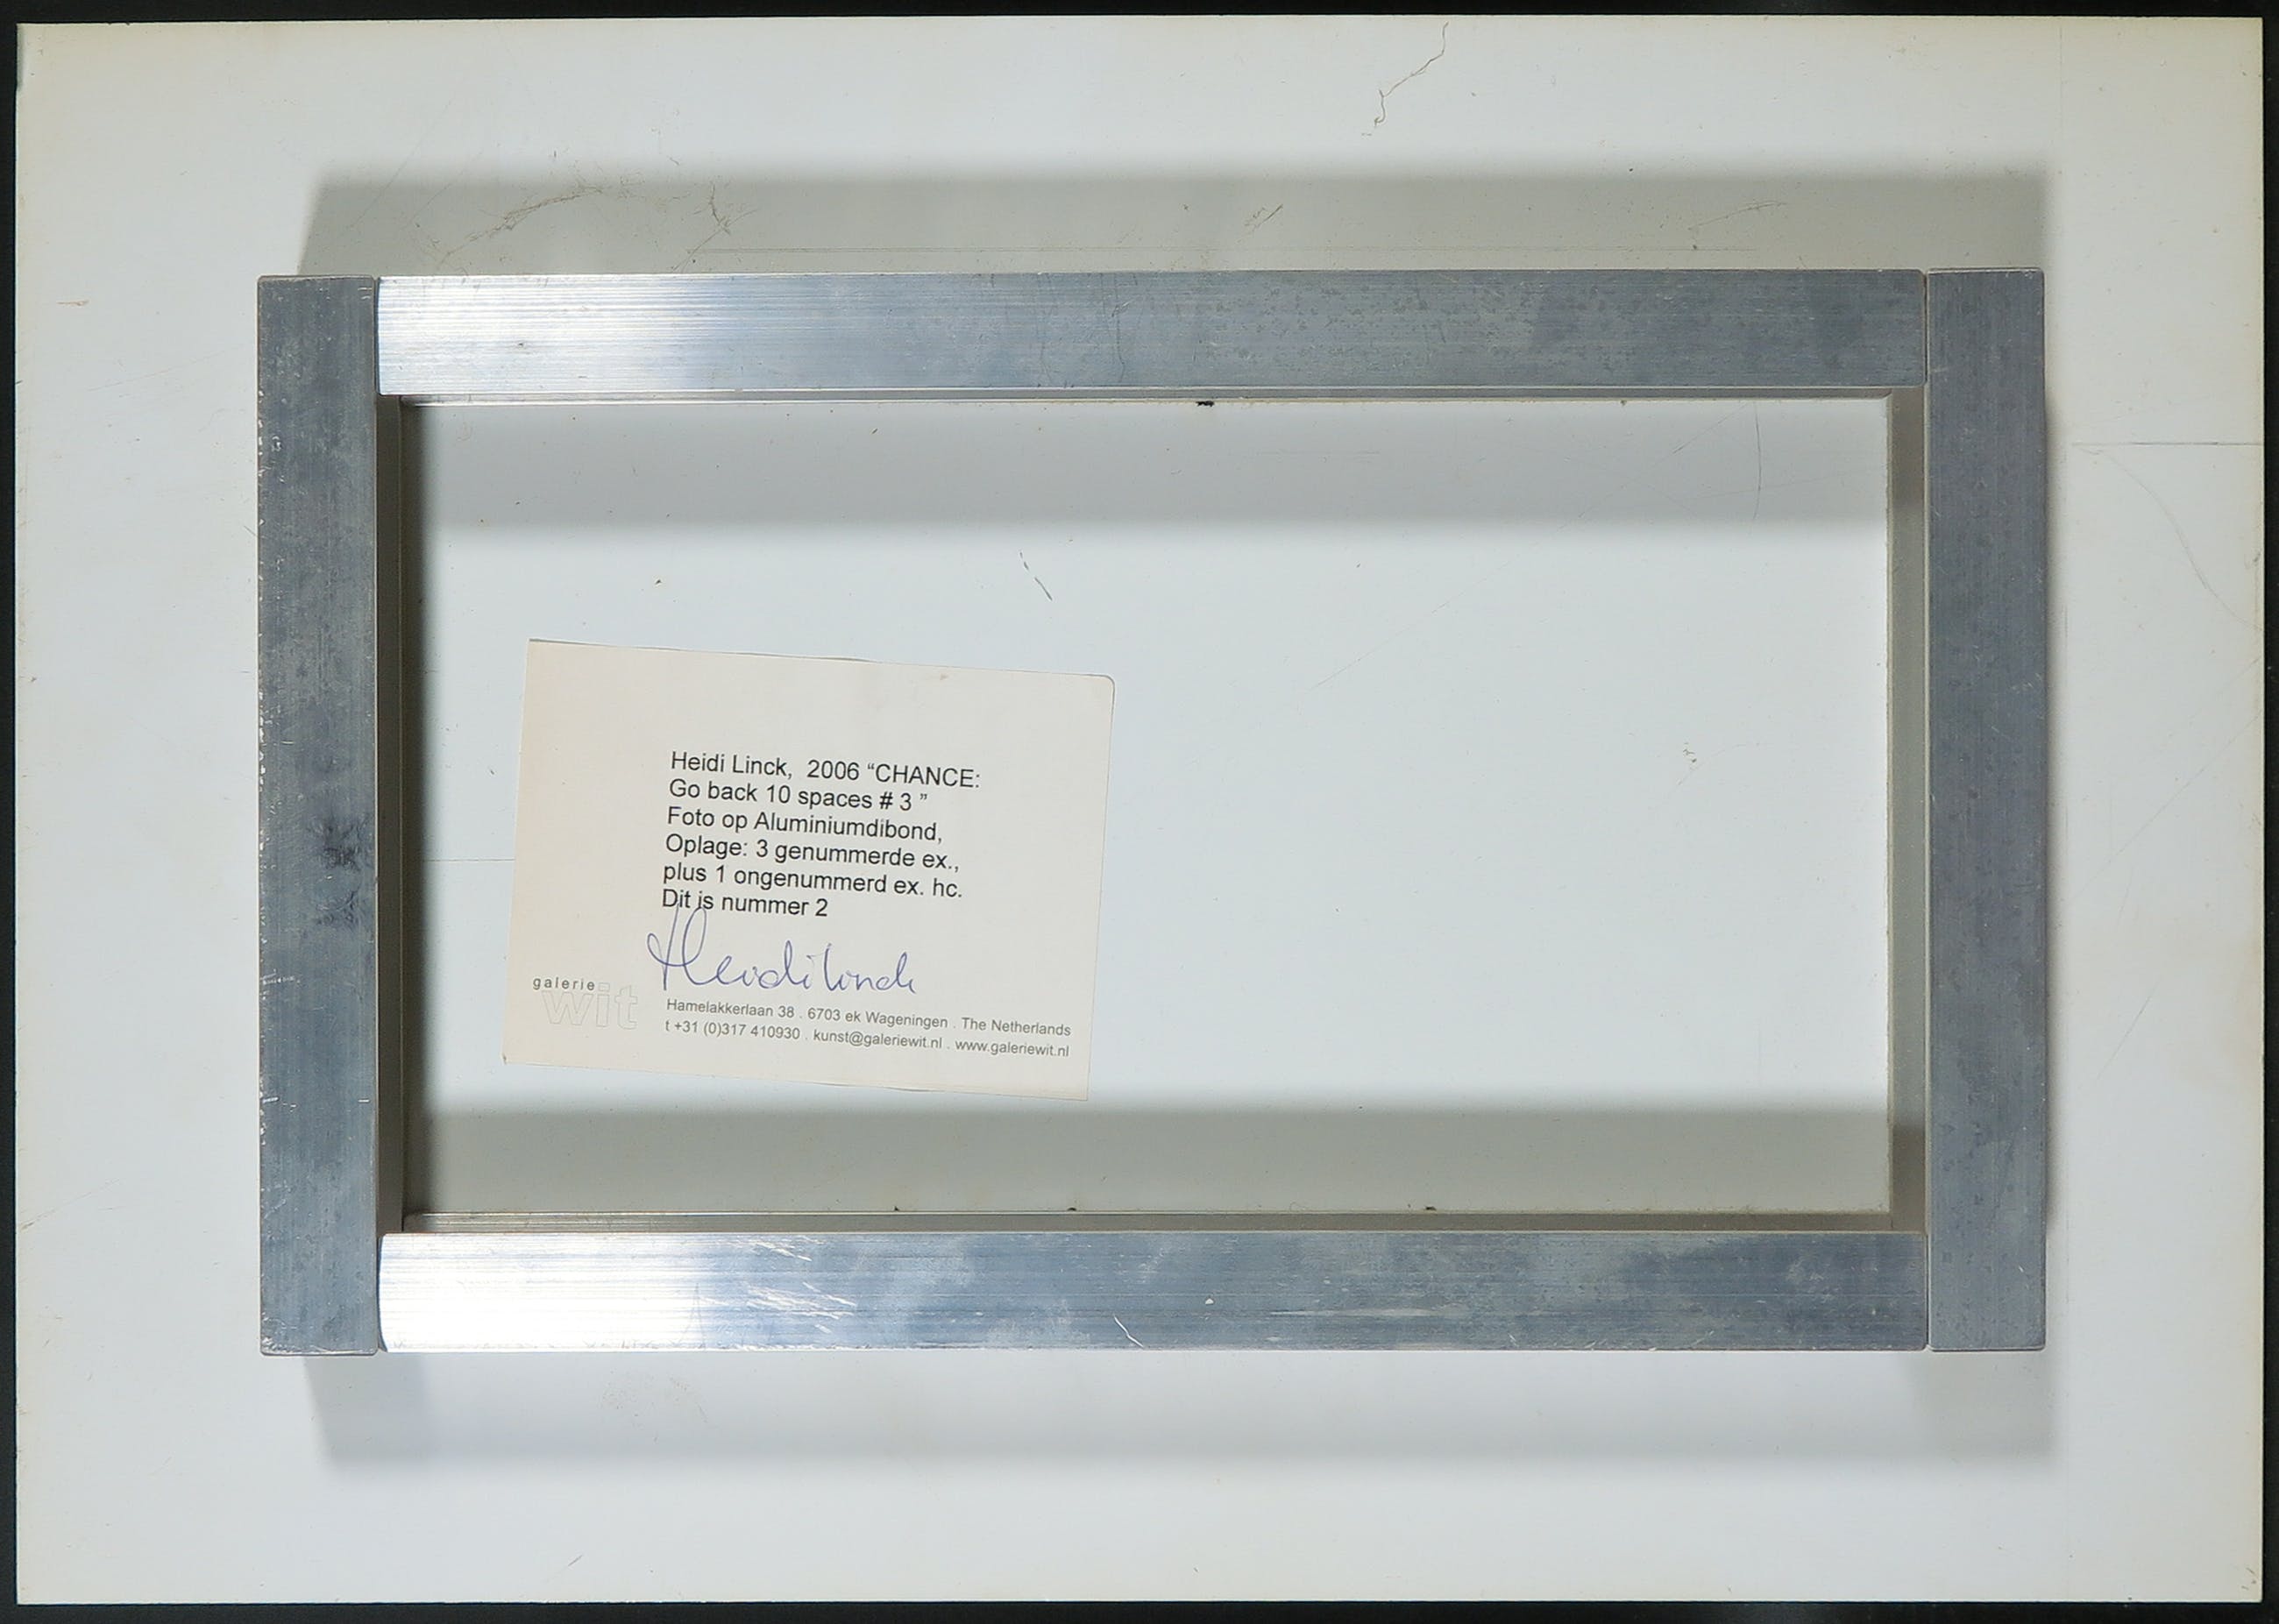 Heidi Linck, 2006 “CHANCE:
Go back 10 spaces # 3 ”
Foto op Aluminiumdibond,
Oplage: 3 genummerde ex.,
plus 1 ongenummerd ex. hc.
Dit is nummer 2
Heidi Linck
galerie
wit
Hamelakkerlaan 38 . 6703 ek Wageningen . The Netherlands
t +31 (0)317 410930 . kunst@galeriewit.nl . www.galeriewit.nl